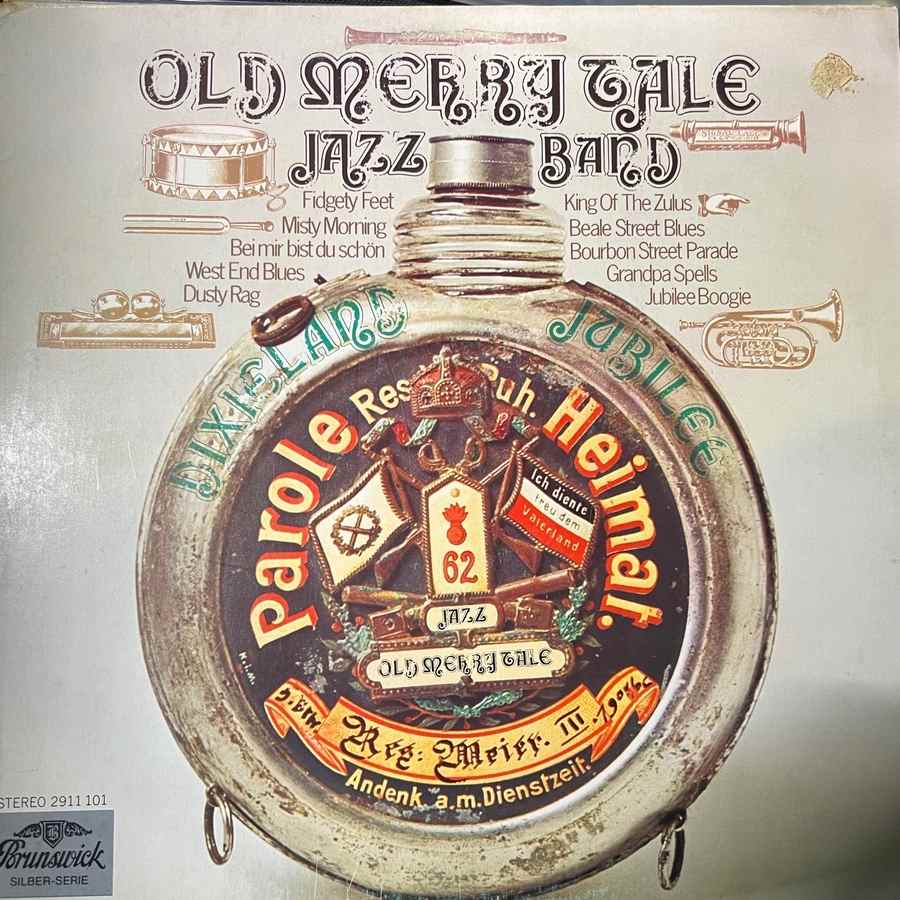 OLD MERRY TALE
JAZZ BAND
Fidgety Feet
Misty Morning
Bei mir bist du schön
West End Blues
Dusty Rag
King Of The Zulus
Beale Street Blues
Bourbon Street Parade
Grandpa Spells
Jubilee Boogie
DIXIELAND JUBILEE
Parole Heimat.
Res uh.
Ich diente
treu dem
Vaterland
62
JAZZ
OLD MERRY TALE
Res: Meier. III
Andenk a.m. Dienstzeit.
STEREO 2911 101
Brunswick
SILBER-SERIE